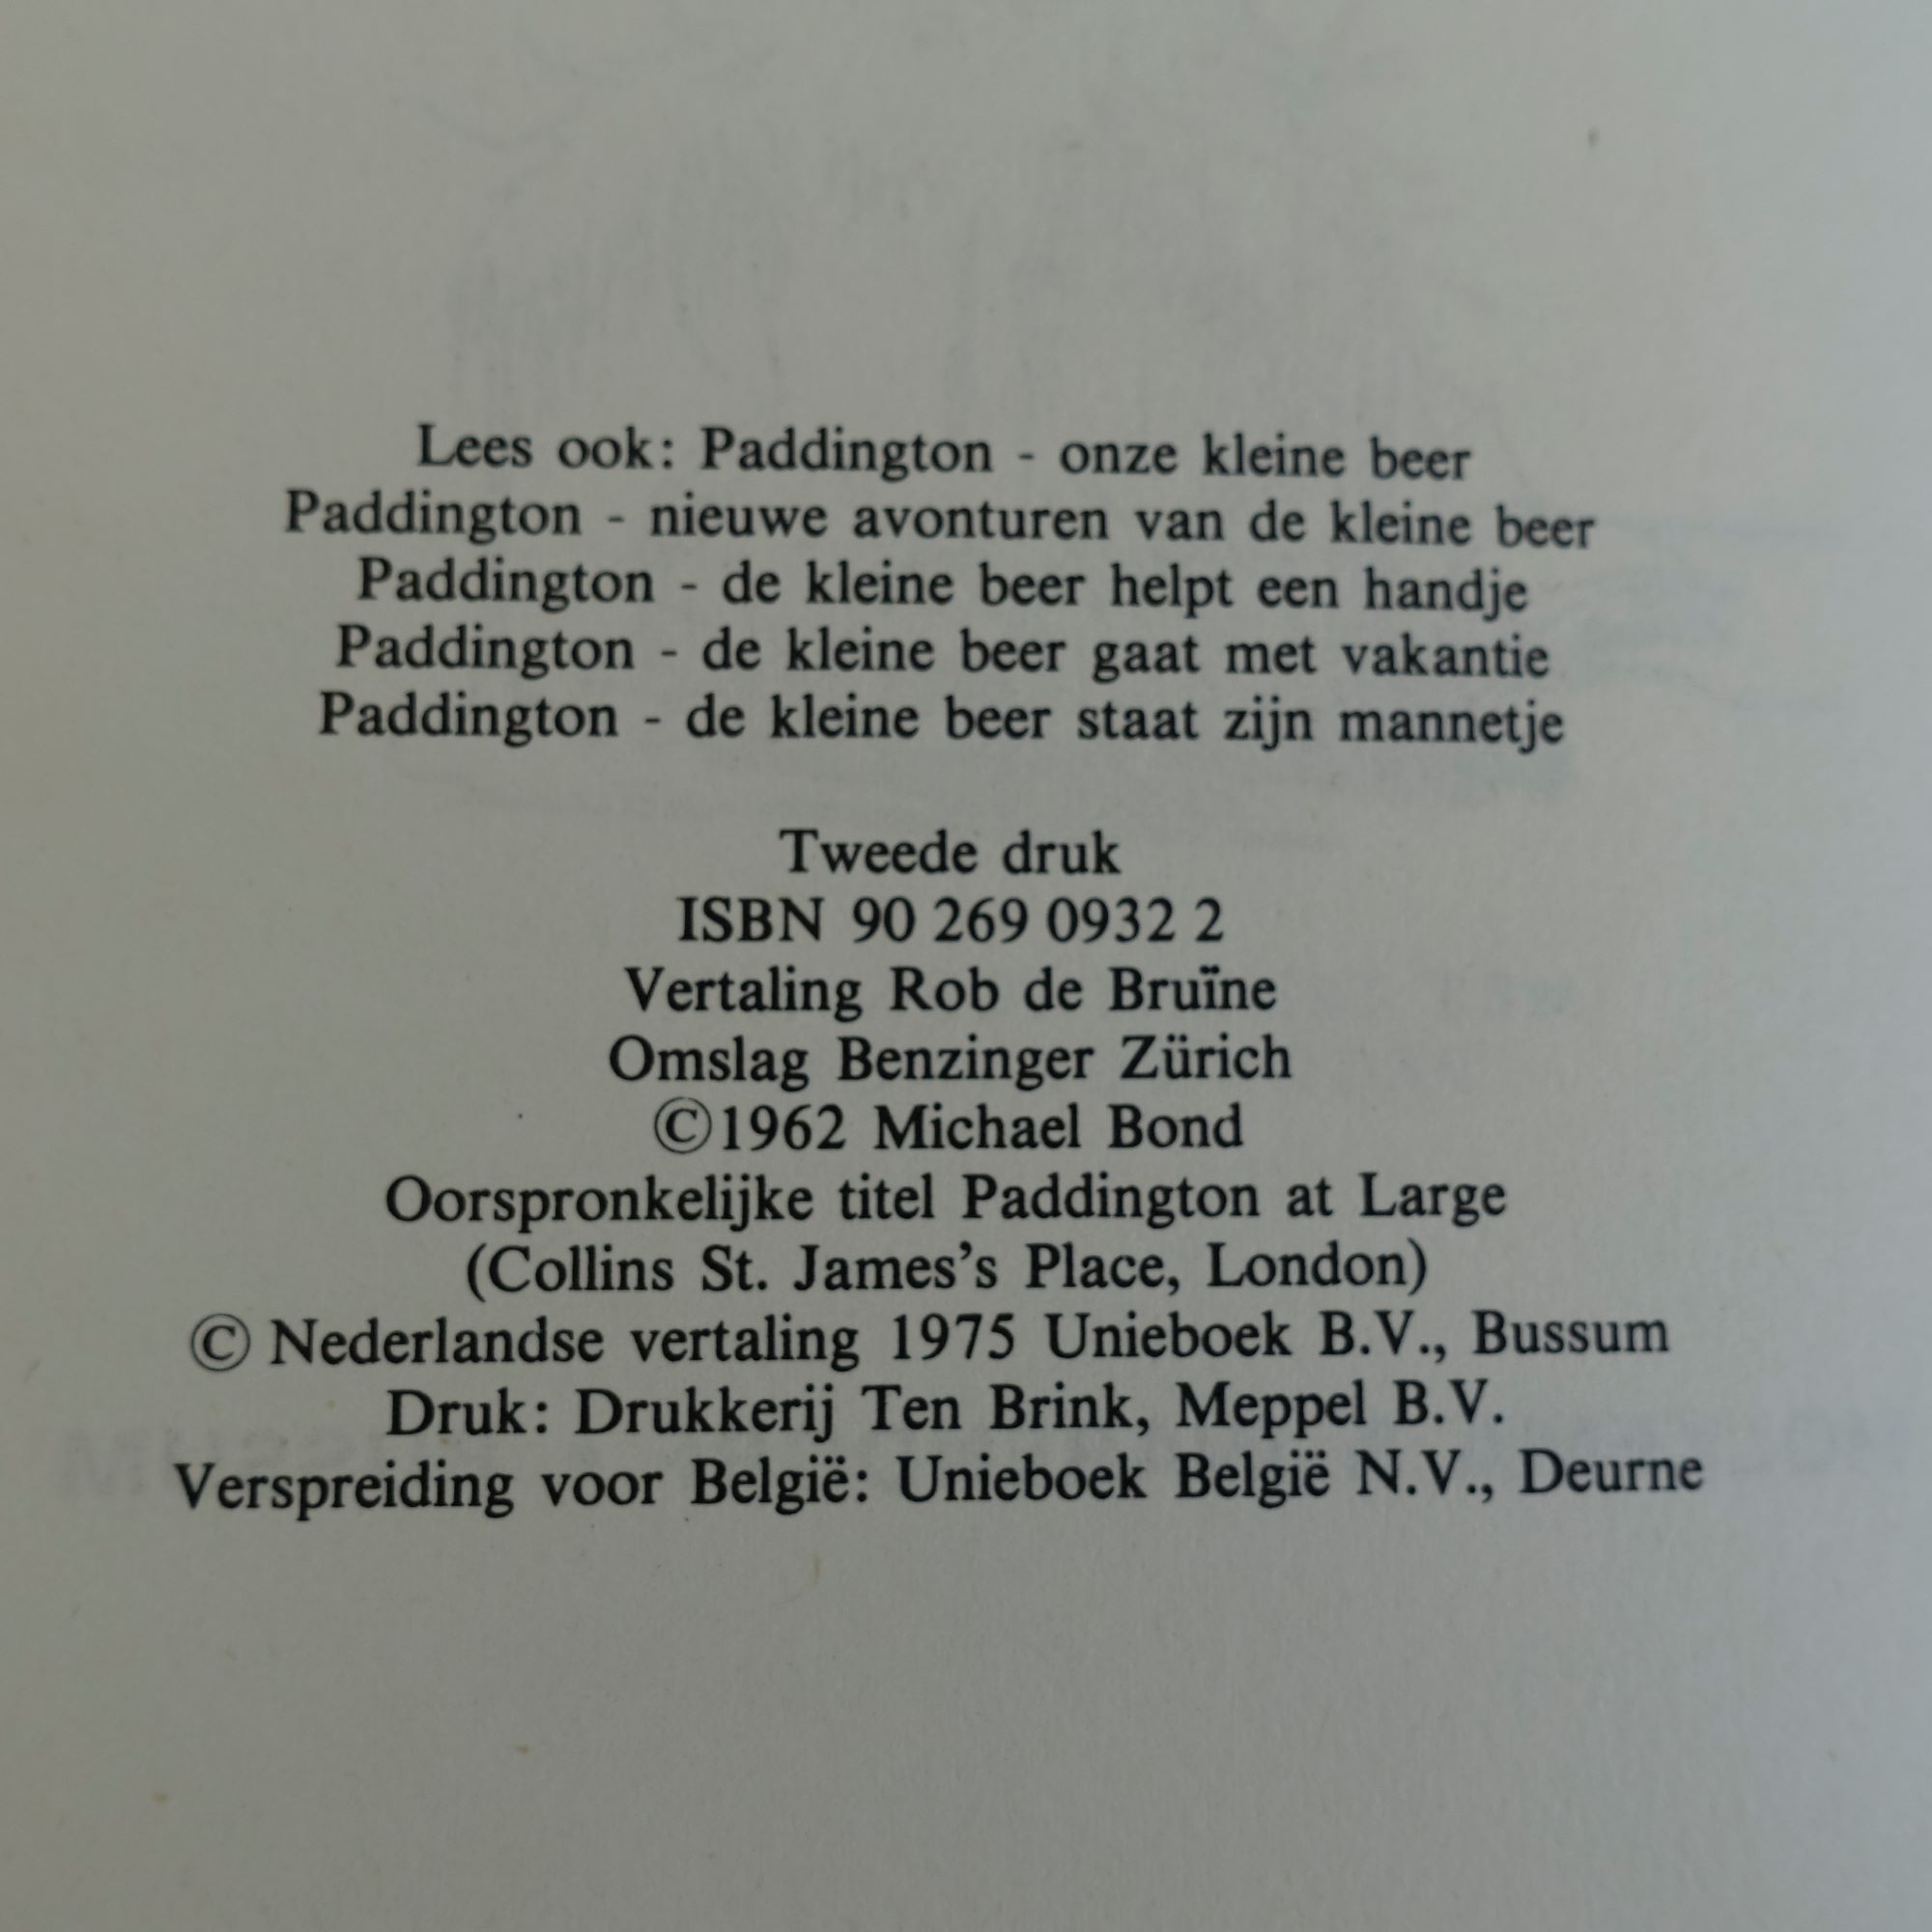 Lees ook: Paddington - onze kleine beer
Paddington - nieuwe avonturen van de kleine beer
Paddington - de kleine beer helpt een handje
Paddington - de kleine beer gaat met vakantie
Paddington - de kleine beer staat zijn mannetje
Tweede druk
ISBN 90 269 0932 2
Vertaling Rob de Bruïne
Omslag Benzinger Zürich
©1962 Michael Bond
Oorspronkelijke titel Paddington at Large
(Collins St. James’s Place, London)
© Nederlandse vertaling 1975 Unieboek B.V., Bussum
Druk: Drukkerij Ten Brink, Meppel B.V.
Verspreiding voor België: Unieboek België N.V., Deurne